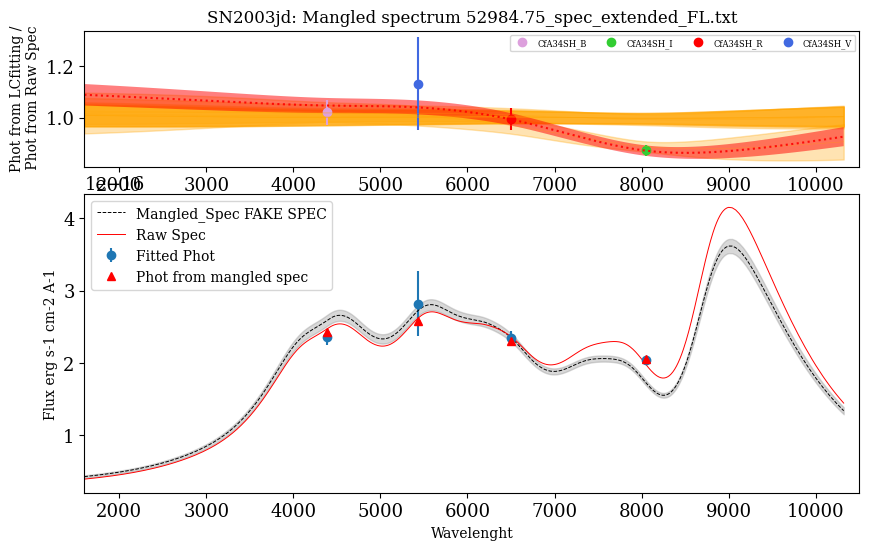 SN2003jd: Mangled spectrum 52984.75_spec_extended_FL.txt
Phot from LCfitting /
Phot from Raw Spec
CfA34SH_B CfA34SH_I CfA34SH_R CfA34SH_V
1.2
1.0
2000 3000 4000 5000 6000 7000 8000 9000 10000
1e−16
Mangled_Spec FAKE SPEC
Raw Spec
Fitted Phot
Phot from mangled spec
Flux erg s-1 cm-2 A-1
4
3
2
1
2000 3000 4000 5000 6000 7000 8000 9000 10000
Wavelenght